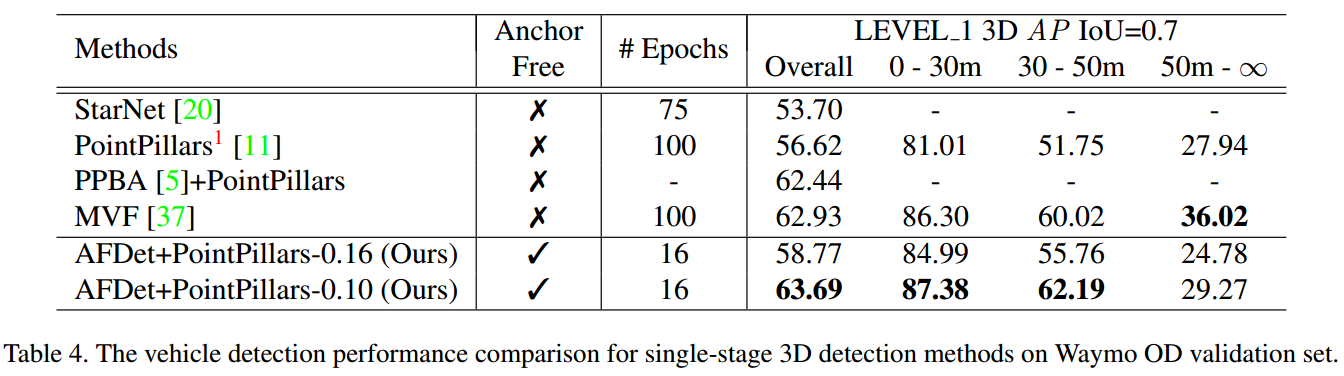 Methods Anchor Free # Epochs LEVEL_1 3D AP IoU=0.7
Overall 0 - 30m 30 - 50m 50m - ∞
StarNet [20] ✗ 75 53.70 - - -
PointPillars¹ [11] ✗ 100 56.62 81.01 51.75 27.94
PPBA [5]+PointPillars ✗ - 62.44 - - -
MVF [37] ✗ 100 62.93 86.30 60.02 36.02
AFDet+PointPillars-0.16 (Ours) ✓ 16 58.77 84.99 55.76 24.78
AFDet+PointPillars-0.10 (Ours) ✓ 16 63.69 87.38 62.19 29.27
Table 4. The vehicle detection performance comparison for single-stage 3D detection methods on Waymo OD validation set.